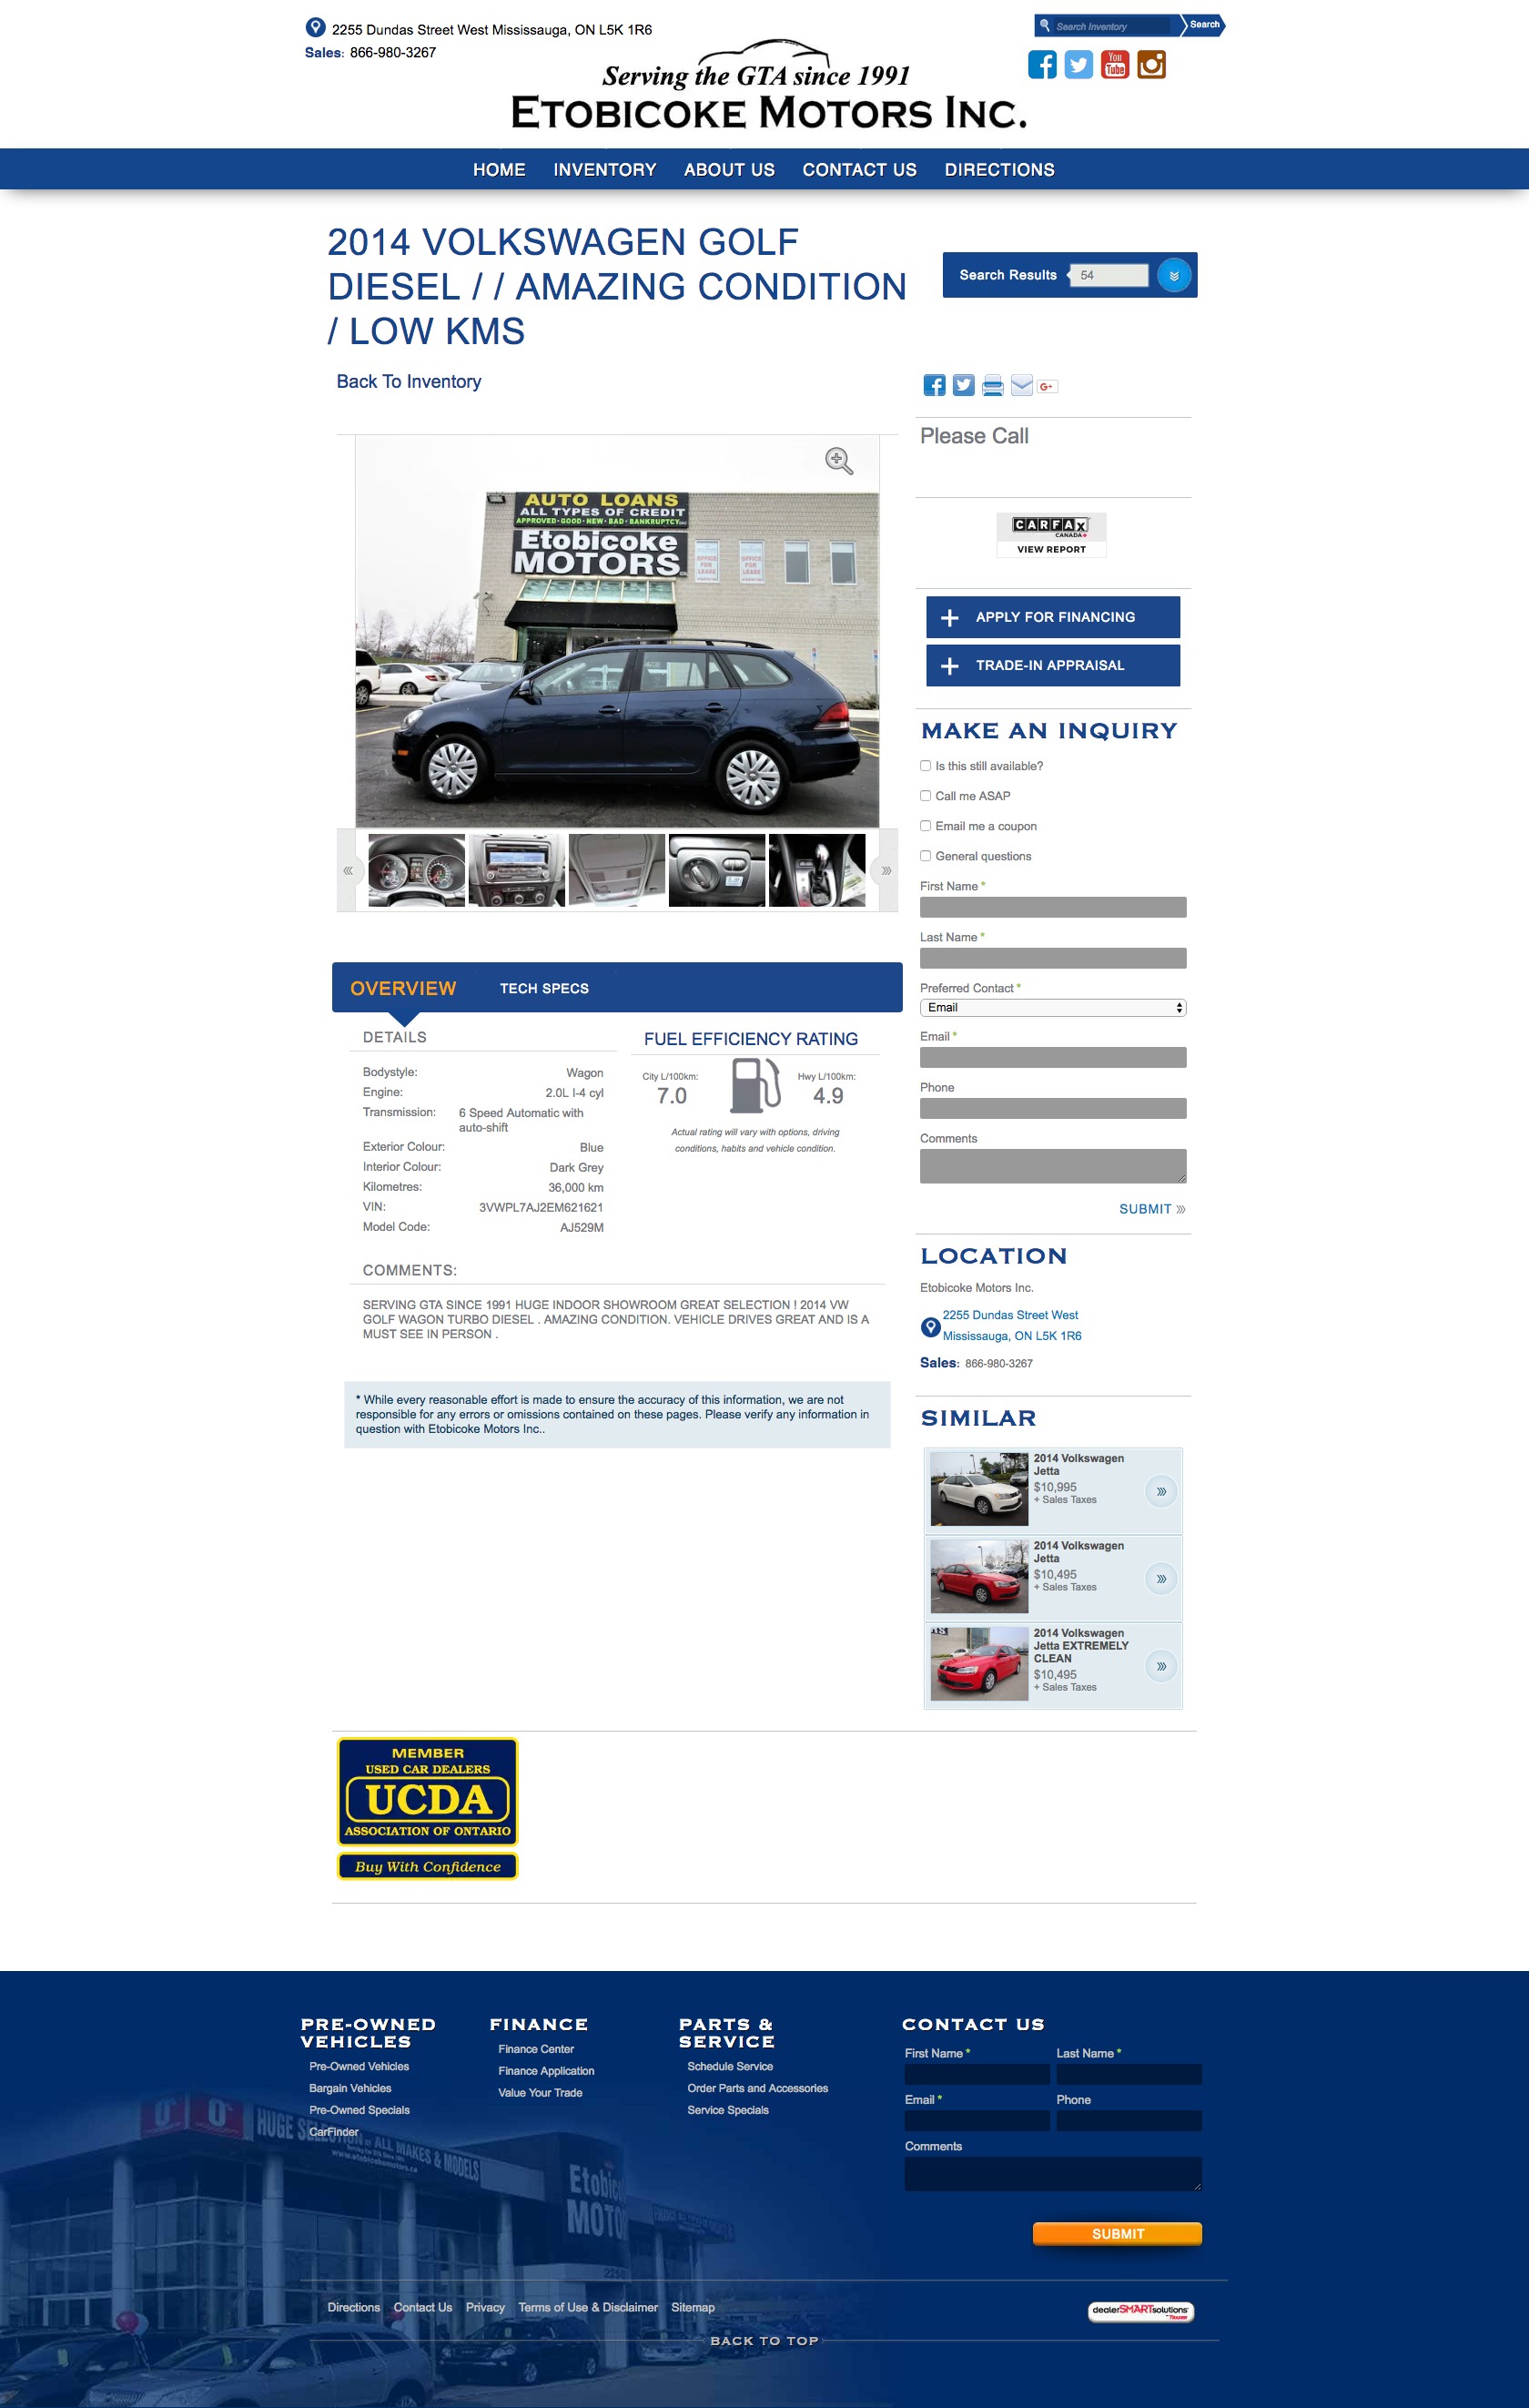 2255 Dundas Street West Mississauga, ON L5K 1R6
Sales: 866-980-3267
Search Inventory
Search
Serving the GTA since 1991
ETOBICOKE MOTORS INC.
HOME INVENTORY ABOUT US CONTACT US DIRECTIONS
2014 VOLKSWAGEN GOLF
DIESEL / / AMAZING CONDITION
/ LOW KMS
Search Results 54
Back To Inventory
AUTO LOANS
ALL TYPES OF CREDIT
APPROVED-GOOD-NEW-BAD-BANKRUPTCY
Etobicoke
MOTORS
OFFICE
FOR
LEASE
OFFICE
FOR
LEASE
Please Call
CARFAX
CANADA
VIEW REPORT
APPLY FOR FINANCING
TRADE-IN APPRAISAL
MAKE AN INQUIRY
Is this still available?
Call me ASAP
Email me a coupon
General questions
First Name *
Last Name *
Preferred Contact *
Email
Email *
Phone
Comments
SUBMIT
OVERVIEW TECH SPECS
DETAILS
Bodystyle: Wagon
Engine: 2.0L I-4 cyl
Transmission: 6 Speed Automatic with
auto-shift
Exterior Colour: Blue
Interior Colour: Dark Grey
Kilometres: 36,000 km
VIN: 3VWPL7AJ2EM621621
Model Code: AJ529M
FUEL EFFICIENCY RATING
City L/100km: Hwy L/100km:
7.0 4.9
Actual rating will vary with options, driving
conditions, habits and vehicle condition.
COMMENTS:
SERVING GTA SINCE 1991 HUGE INDOOR SHOWROOM GREAT SELECTION ! 2014 VW
GOLF WAGON TURBO DIESEL . AMAZING CONDITION. VEHICLE DRIVES GREAT AND IS A
MUST SEE IN PERSON .
* While every reasonable effort is made to ensure the accuracy of this information, we are not
responsible for any errors or omissions contained on these pages. Please verify any information in
question with Etobicoke Motors Inc..
LOCATION
Etobicoke Motors Inc.
2255 Dundas Street West
Mississauga, ON L5K 1R6
Sales: 866-980-3267
SIMILAR
2014 Volkswagen
Jetta
$10,995
+ Sales Taxes
2014 Volkswagen
Jetta
$10,495
+ Sales Taxes
2014 Volkswagen
Jetta EXTREMELY
CLEAN
$10,495
+ Sales Taxes
MEMBER
USED CAR DEALERS
UCDA
ASSOCIATION OF ONTARIO
Buy With Confidence
PRE-OWNED
VEHICLES
Pre-Owned Vehicles
Bargain Vehicles
Pre-Owned Specials
CarFinder
FINANCE
Finance Center
Finance Application
Value Your Trade
PARTS &
SERVICE
Schedule Service
Order Parts and Accessories
Service Specials
CONTACT US
First Name * Last Name *
Email * Phone
Comments
SUBMIT
HUGE SELECTION OF ALL MAKES & MODELS
www.etobicokemotors.ca
Directions Contact Us Privacy Terms of Use & Disclaimer Sitemap
dealerSMARTsolutions
BACK TO TOP